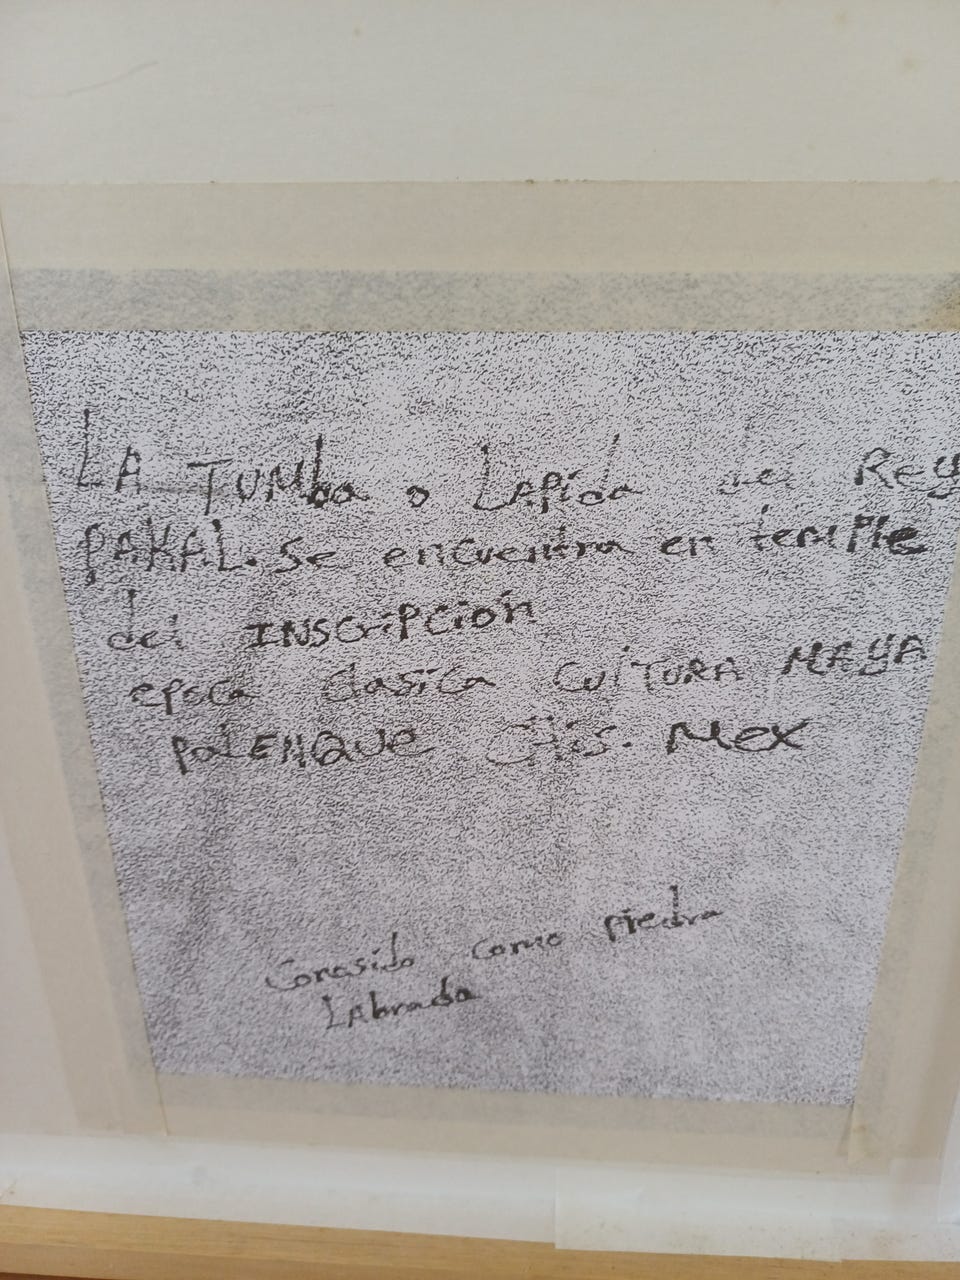 LA TUMba o Lapida del Rey
PAKAL. Se encuentra en temple
del INScripcion
epoca clasica CulTURA MAYA
PalENQUE CHis. Mex
Conosido como piedra
LAbrada